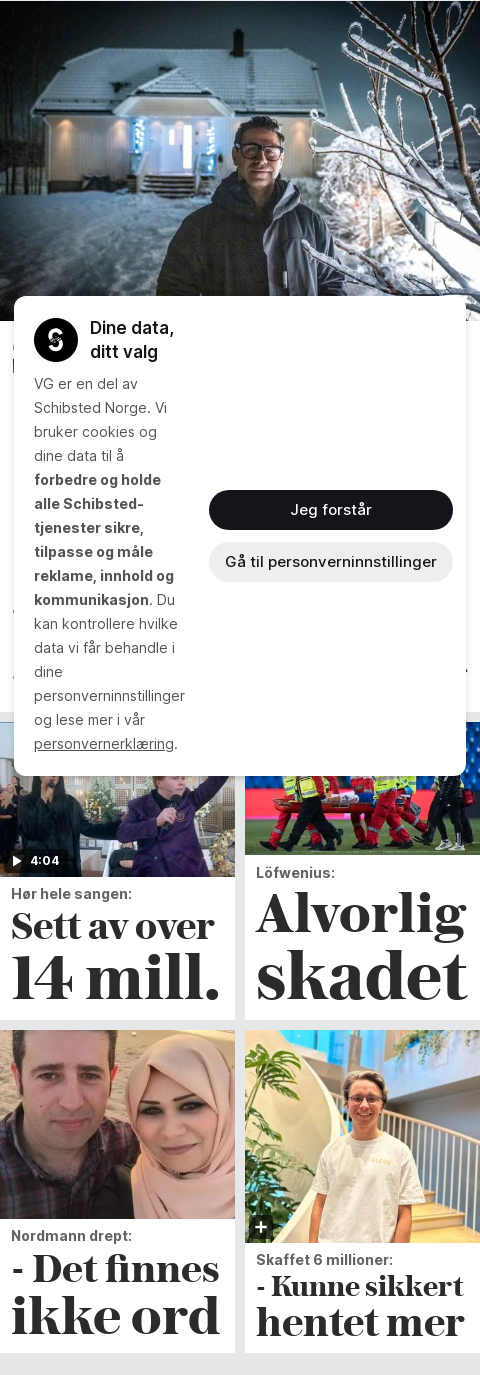 Dine data,
ditt valg
VG er en del av
Schibsted Norge. Vi
bruker cookies og
dine data til å
forbedre og holde
alle Schibsted-
tjenester sikre,
tilpasse og måle
reklame, innhold og
kommunikasjon. Du
kan kontrollere hvilke
data vi får behandle i
dine
personverninnstillinger
og lese mer i vår
personvernerklæring.
Jeg forstår
Gå til personverninnstillinger
4:04
Hør hele sangen:
Sett av over
14 mill.
Löfwenius:
Alvorlig
skadet
Nordmann drept:
- Det finnes
ikke ord
Skaffet 6 millioner:
- Kunne sikkert
hentet mer